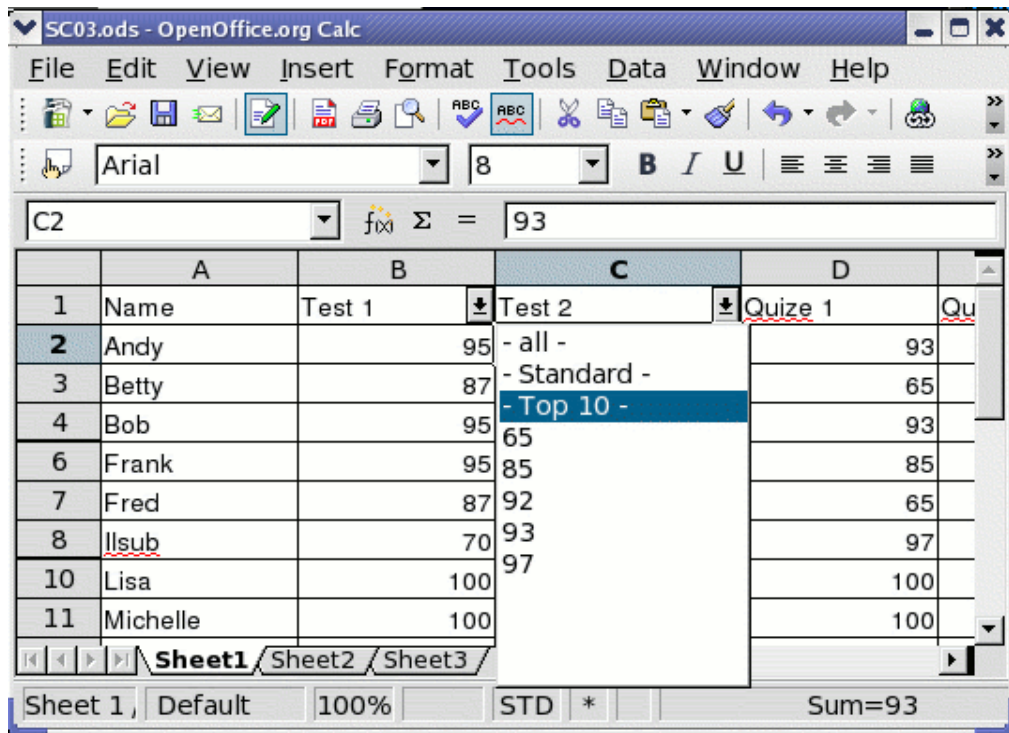 SC03.ods - OpenOffice.org Calc
File Edit View Insert Format Tools Data Window Help
ABC ABC
Arial 8 B I U
C2 f(x) Σ = 93
A B C D
1 Name Test 1 Test 2 Quize 1 Qu
2 Andy 95 - all - 93
3 Betty 87 - Standard - 65
4 Bob 95 - Top 10 - 93
65
6 Frank 95 85 85
7 Fred 87 92 65
8 Ilsub 70 93 97
10 Lisa 100 97 100
11 Michelle 100 100
Sheet1 Sheet2 Sheet3
Sheet 1 / Default 100% STD * Sum=93